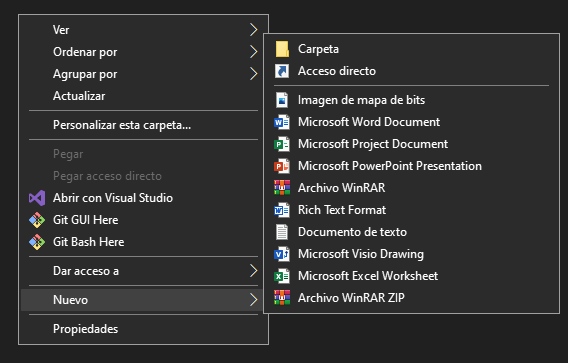 Ver
Ordenar por
Agrupar por
Actualizar
Personalizar esta carpeta...
Pegar
Pegar acceso directo
Abrir con Visual Studio
Git GUI Here
Git Bash Here
Dar acceso a
Nuevo
Propiedades
Carpeta
Acceso directo
Imagen de mapa de bits
Microsoft Word Document
Microsoft Project Document
Microsoft PowerPoint Presentation
Archivo WinRAR
Rich Text Format
Documento de texto
Microsoft Visio Drawing
Microsoft Excel Worksheet
Archivo WinRAR ZIP